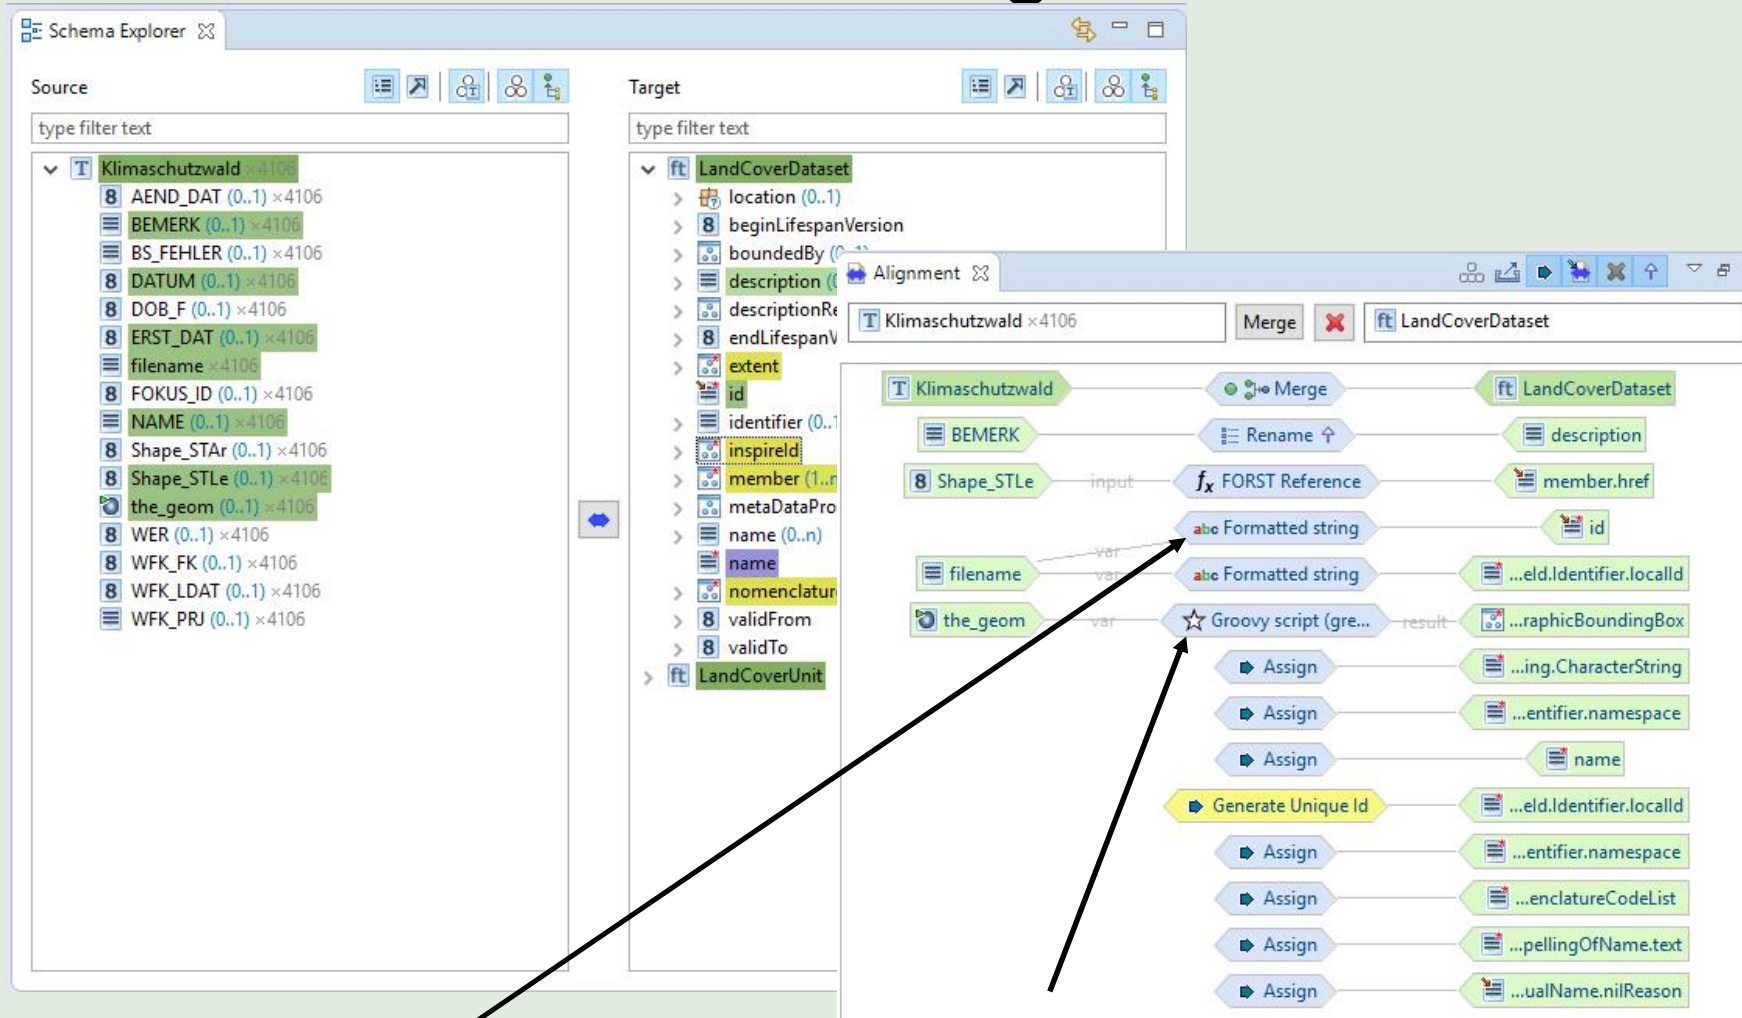 Schema Explorer
Source
type filter text
Klimaschutzwald ×4106
AEND_DAT (0..1) ×4106
BEMERK (0..1) ×4106
BS_FEHLER (0..1) ×4106
DATUM (0..1) ×4106
DOB_F (0..1) ×4106
ERST_DAT (0..1) ×4106
filename ×4106
FOKUS_ID (0..1) ×4106
NAME (0..1) ×4106
Shape_STAr (0..1) ×4106
Shape_STLe (0..1) ×4106
the_geom (0..1) ×4106
WER (0..1) ×4106
WFK_FK (0..1) ×4106
WFK_LDAT (0..1) ×4106
WFK_PRJ (0..1) ×4106
Target
type filter text
LandCoverDataset
location (0..1)
beginLifespanVersion
boundedBy (0..1)
description (0
descriptionRe
endLifespanV
extent
id
identifier (0..1
inspireId
member (1..n
metaDataPro
name (0..n)
name
nomenclatur
validFrom
validTo
LandCoverUnit
Alignment
Klimaschutzwald ×4106 Merge LandCoverDataset
Klimaschutzwald Merge LandCoverDataset
BEMERK Rename description
Shape_STLe input FORST Reference member.href
abc Formatted string id
var
filename var abc Formatted string ...eld.Identifier.localId
the_geom var Groovy script (gre... result ...raphicBoundingBox
Assign ...ing.CharacterString
Assign ...entifier.namespace
Assign name
Generate Unique Id ...eld.Identifier.localId
Assign ...entifier.namespace
Assign ...enclatureCodeList
Assign ...pellingOfName.text
Assign ...ualName.nilReason